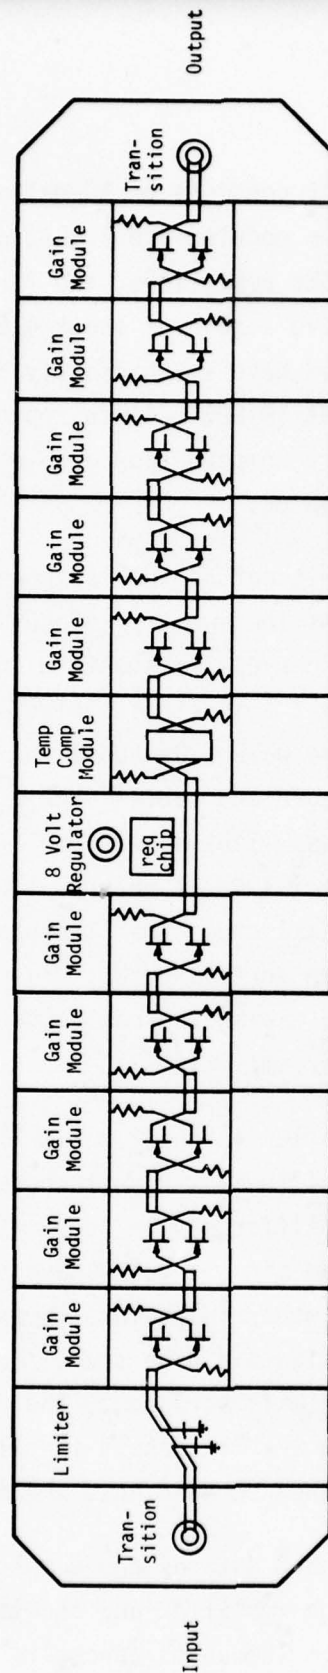 Input
Tran-
sition
Limiter
Gain
Module
Gain
Module
Gain
Module
Gain
Module
Gain
Module
8 Volt
Regulator
req
chip
Temp
Comp
Module
Gain
Module
Gain
Module
Gain
Module
Gain
Module
Gain
Module
Tran-
sition
Output